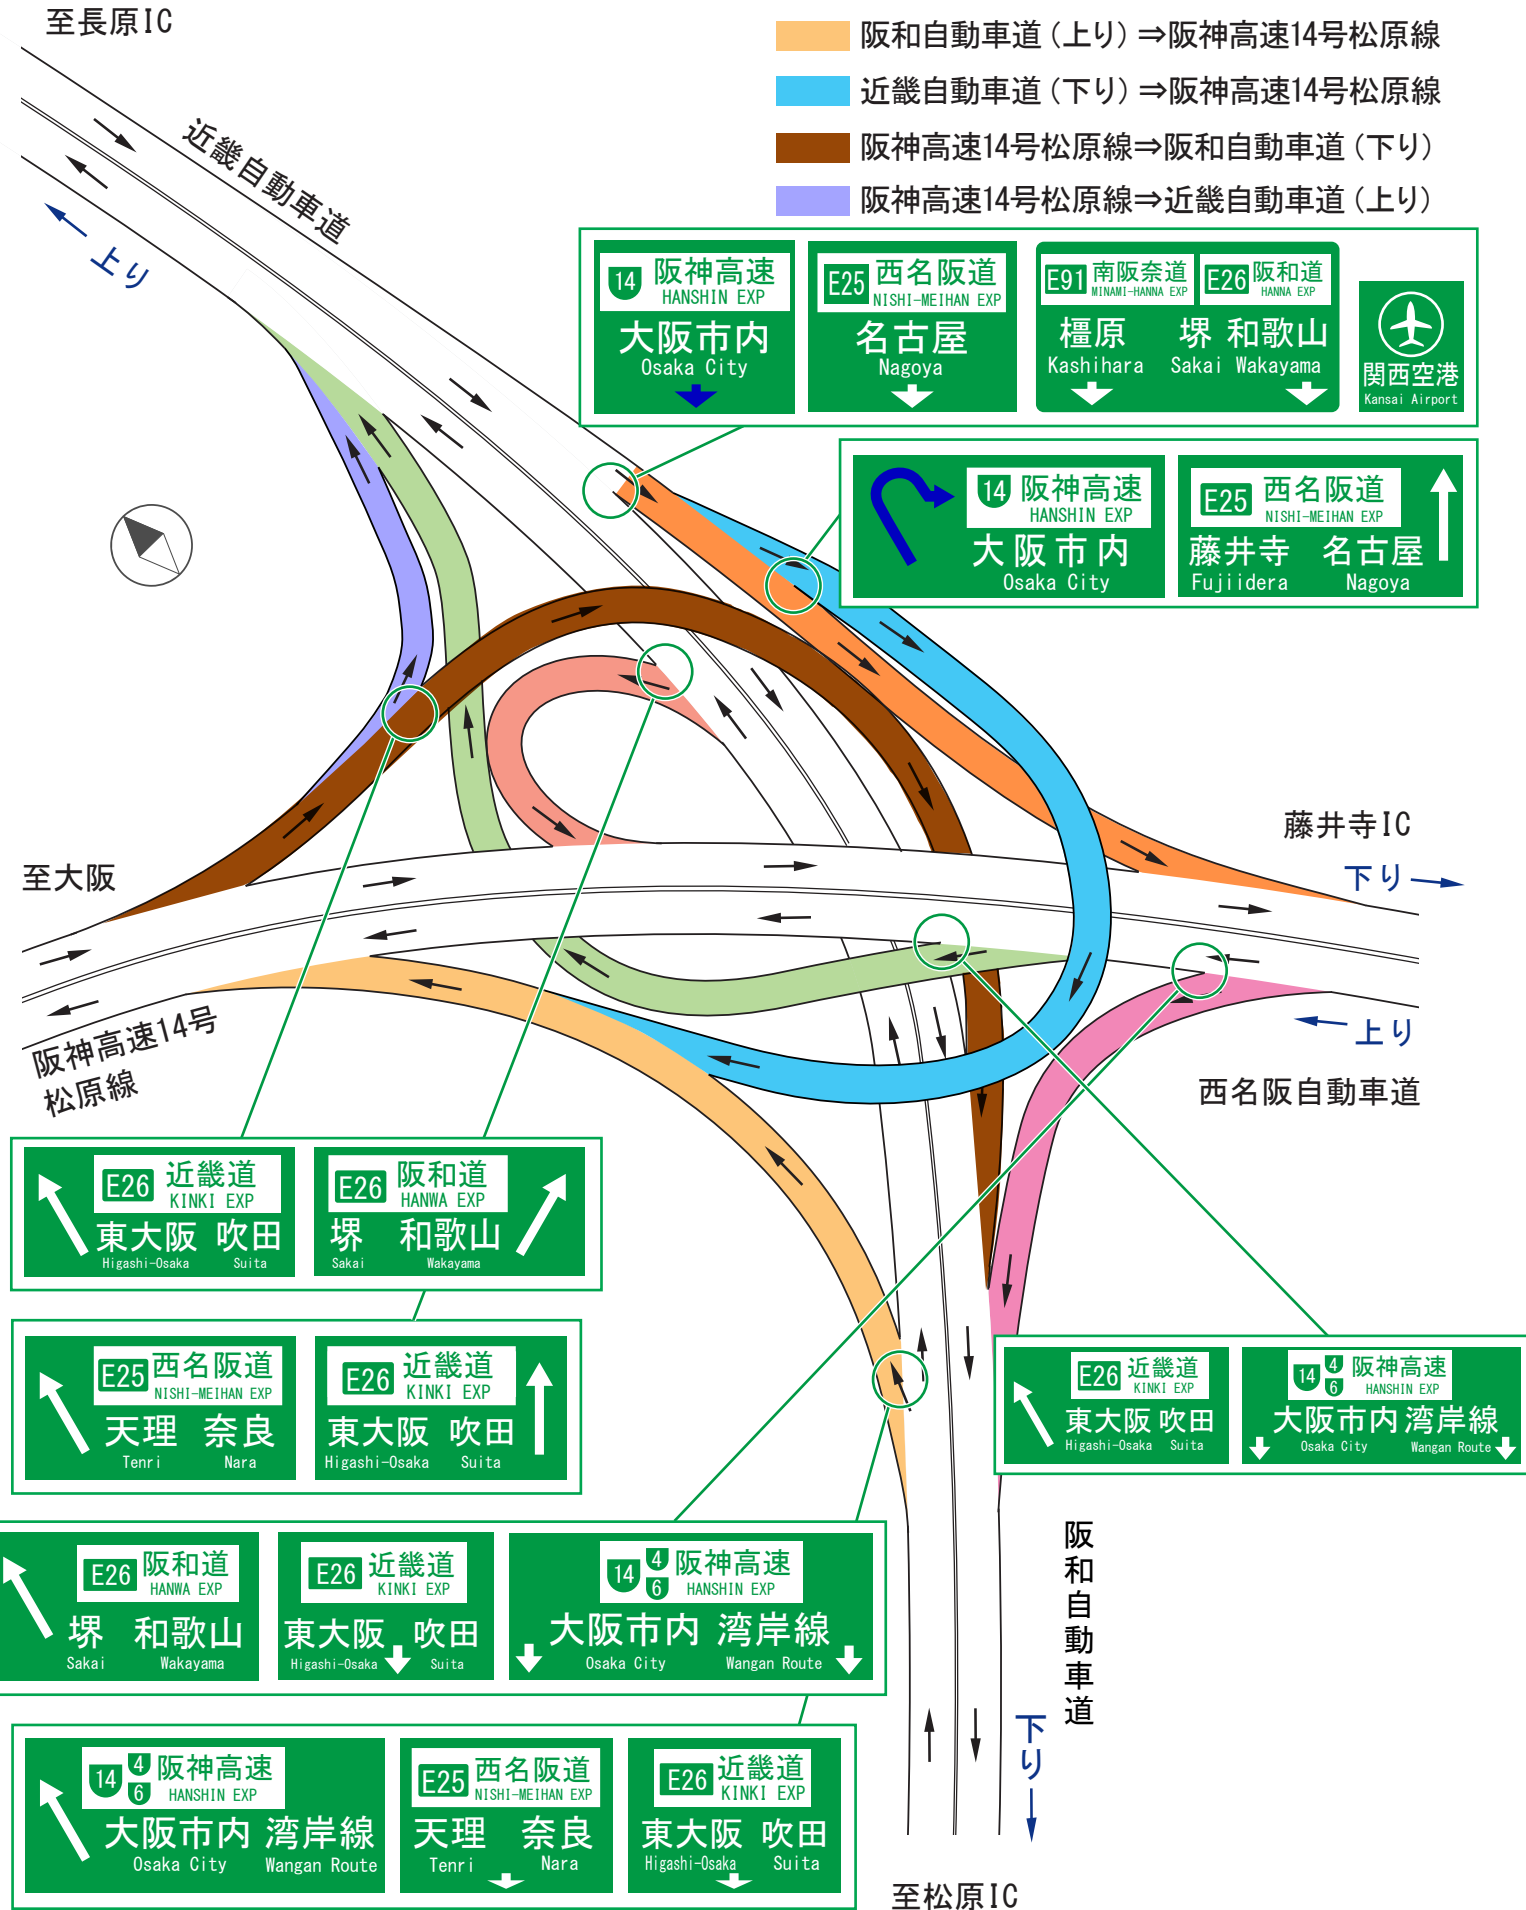 至長原IC
阪和自動車道(上り)⇒阪神高速14号松原線
近畿自動車道(下り)⇒阪神高速14号松原線
阪神高速14号松原線⇒阪和自動車道(下り)
阪神高速14号松原線⇒近畿自動車道(上り)
近畿自動車道
上り
14 阪神高速
HANSHIN EXP
大阪市内
Osaka City
E25 西名阪道
NISHI-MEIHAN EXP
名古屋
Nagoya
E91 南阪奈道
MINAMI-HANNA EXP
E26 阪和道
HANNA EXP
橿原 堺 和歌山
Kashihara Sakai Wakayama
関西空港
Kansai Airport
14 阪神高速
HANSHIN EXP
大阪市内
Osaka City
E25 西名阪道
NISHI-MEIHAN EXP
藤井寺 名古屋
Fujiidera Nagoya
藤井寺IC
下り
至大阪
阪神高速14号
松原線
上り
西名阪自動車道
E26 近畿道
KINKI EXP
東大阪 吹田
Higashi-Osaka Suita
E26 阪和道
HANWA EXP
堺 和歌山
Sakai Wakayama
E25 西名阪道
NISHI-MEIHAN EXP
天理 奈良
Tenri Nara
E26 近畿道
KINKI EXP
東大阪 吹田
Higashi-Osaka Suita
E26 近畿道
KINKI EXP
東大阪 吹田
Higashi-Osaka Suita
14 4 6 阪神高速
HANSHIN EXP
大阪市内 湾岸線
Osaka City Wangan Route
E26 阪和道
HANWA EXP
堺 和歌山
Sakai Wakayama
E26 近畿道
KINKI EXP
東大阪 吹田
Higashi-Osaka Suita
14 4 6 阪神高速
HANSHIN EXP
大阪市内 湾岸線
Osaka City Wangan Route
阪和自動車道
下り
14 4 6 阪神高速
HANSHIN EXP
大阪市内 湾岸線
Osaka City Wangan Route
E25 西名阪道
NISHI-MEIHAN EXP
天理 奈良
Tenri Nara
E26 近畿道
KINKI EXP
東大阪 吹田
Higashi-Osaka Suita
至松原IC